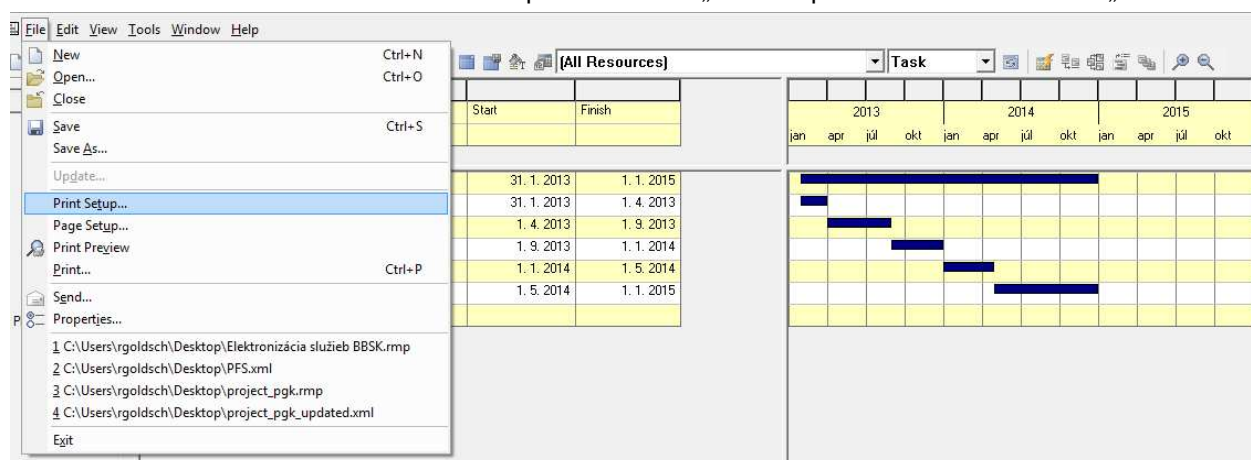 File Edit View Tools Window Help
New Ctrl+N
Open... Ctrl+O
Close
Save Ctrl+S
Save As...
Update...
Print Setup...
Page Setup...
Print Preview
Print... Ctrl+P
Send...
Properties...
1 C:\Users\rgoldsch\Desktop\Elektronizácia služieb BBSK.rmp
2 C:\Users\rgoldsch\Desktop\PFS.xml
3 C:\Users\rgoldsch\Desktop\project_pgk.rmp
4 C:\Users\rgoldsch\Desktop\project_pgk_updated.xml
Exit
P
(All Resources) Task
Start Finish
31. 1. 2013 1. 1. 2015
31. 1. 2013 1. 4. 2013
1. 4. 2013 1. 9. 2013
1. 9. 2013 1. 1. 2014
1. 1. 2014 1. 5. 2014
1. 5. 2014 1. 1. 2015
2013 2014 2015
jan apr júl okt jan apr júl okt jan apr júl okt